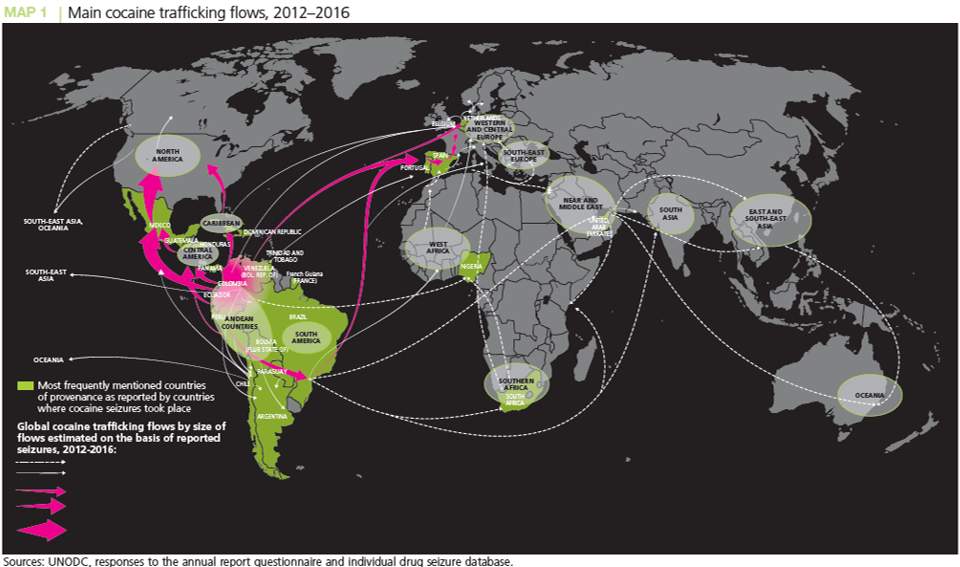 MAP 1 | Main cocaine trafficking flows, 2012–2016
NORTH
AMERICA
SOUTH-EAST ASIA,
OCEANIA
SOUTH-EAST
ASIA
OCEANIA
MEXICO
GUATEMALA
HONDURAS
CENTRAL
AMERICA
PANAMA
CARIBBEAN
DOMINICAN REPUBLIC
TRINIDAD AND
TOBAGO
VENEZUELA
(BOL. REP. OF)
French Guiana
(FRANCE)
COLOMBIA
ECUADOR
ANDEAN
COUNTRIES
BRAZIL
SOUTH
AMERICA
BOLIVIA
(PLUR STATE OF)
PARAGUAY
CHILE
ARGENTINA
BELGIUM
NETHERLANDS
WESTERN
AND CENTRAL
EUROPE
SOUTH-EAST
EUROPE
SPAIN
PORTUGAL
NEAR AND
MIDDLE EAST
UNITED
ARAB
EMIRATES
SOUTH
ASIA
EAST AND
SOUTH-EAST
ASIA
WEST
AFRICA
NIGERIA
SOUTHERN
AFRICA
SOUTH
AFRICA
OCEANIA
Most frequently mentioned countries
of provenance as reported by countries
where cocaine seizures took place
Global cocaine trafficking flows by size of
flows estimated on the basis of reported
seizures, 2012-2016:
Sources: UNODC, responses to the annual report questionnaire and individual drug seizure database.